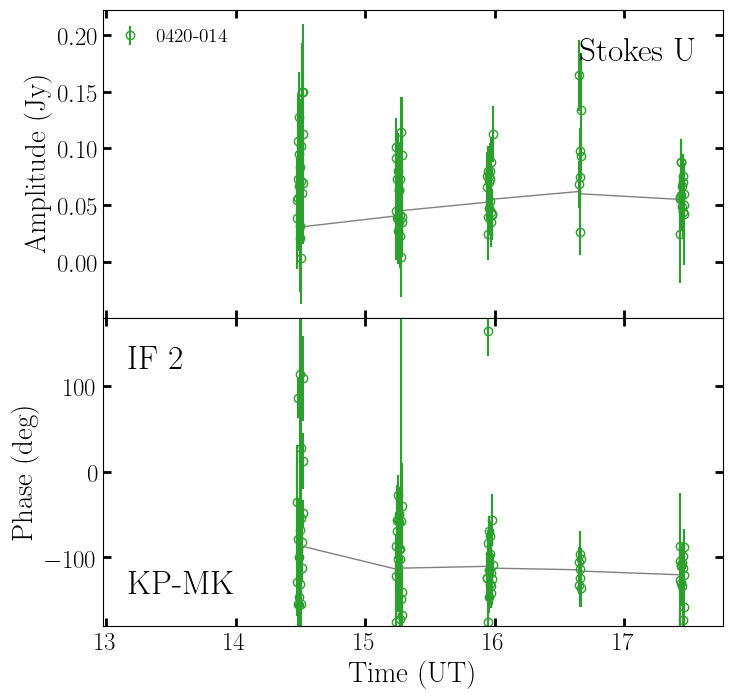 0420-014
Stokes U
0.20
0.15
0.10
0.05
0.00
Amplitude (Jy)
IF 2
100
0
−100
Phase (deg)
KP-MK
13 14 15 16 17
Time (UT)